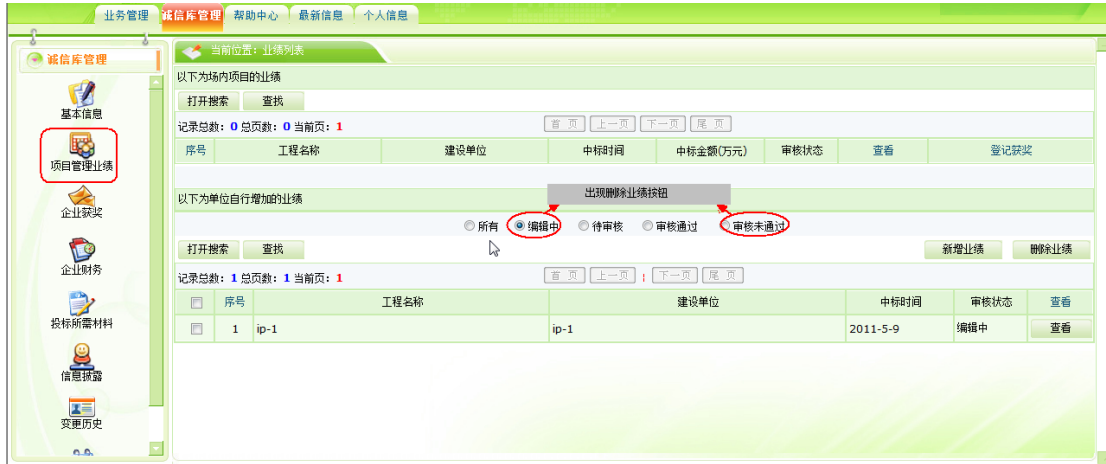 业务管理 诚信库管理 帮助中心 最新信息 个人信息
诚信库管理
基本信息
项目管理业绩
企业获奖
企业财务
投标所需材料
信息披露
变更历史
当前位置：业绩列表
以下为场内项目的业绩
打开搜索 查找
记录总数：0 总页数：0 当前页：1 首 页 上一页 下一页 尾 页
序号 工程名称 建设单位 中标时间 中标金额(万元) 审核状态 查看 登记获奖
出现删除业绩按钮
以下为单位自行增加的业绩
所有 编辑中 待审核 审核通过 审核未通过
打开搜索 查找 新增业绩 删除业绩
记录总数：1 总页数：1 当前页：1 首 页 上一页 下一页 尾 页
序号 工程名称 建设单位 中标时间 审核状态 查看
1 ip-1 ip-1 2011-5-9 编辑中 查看